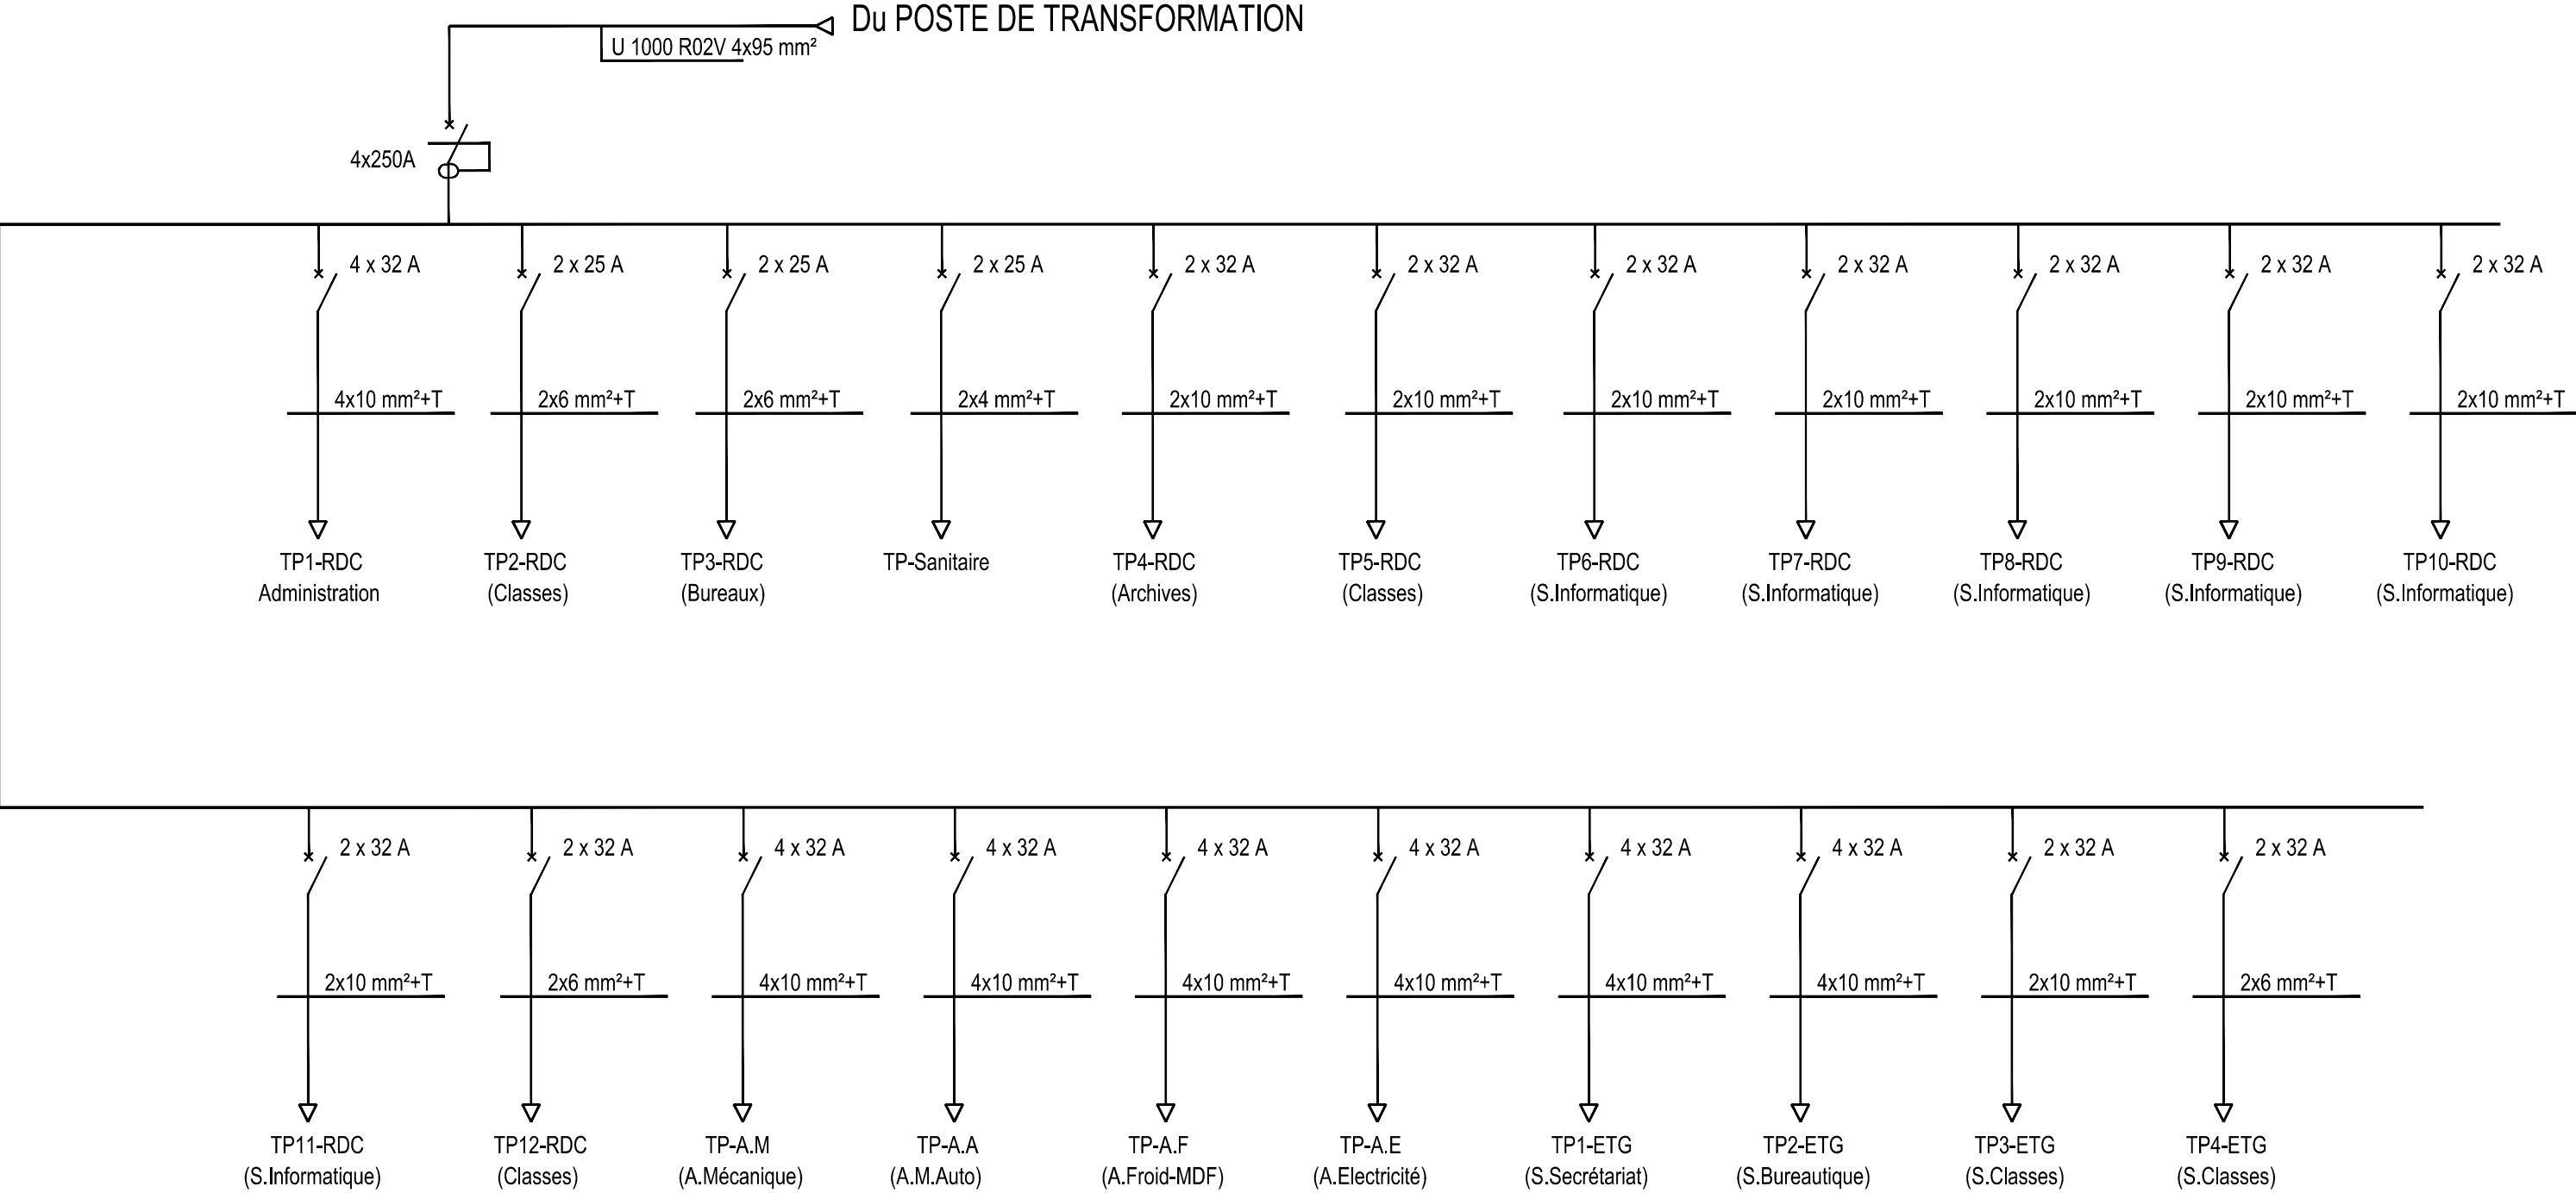 Du POSTE DE TRANSFORMATION
U 1000 R02V 4x95 mm²
4x250A
4 x 32 A
2 x 25 A
2 x 25 A
2 x 25 A
2 x 32 A
2 x 32 A
2 x 32 A
2 x 32 A
2 x 32 A
2 x 32 A
2 x 32 A
4x10 mm²+T
2x6 mm²+T
2x6 mm²+T
2x4 mm²+T
2x10 mm²+T
2x10 mm²+T
2x10 mm²+T
2x10 mm²+T
2x10 mm²+T
2x10 mm²+T
2x10 mm²+T
TP1-RDC
Administration
TP2-RDC
(Classes)
TP3-RDC
(Bureaux)
TP-Sanitaire
TP4-RDC
(Archives)
TP5-RDC
(Classes)
TP6-RDC
(S.Informatique)
TP7-RDC
(S.Informatique)
TP8-RDC
(S.Informatique)
TP9-RDC
(S.Informatique)
TP10-RDC
(S.Informatique)
2 x 32 A
2 x 32 A
4 x 32 A
4 x 32 A
4 x 32 A
4 x 32 A
4 x 32 A
4 x 32 A
2 x 32 A
2 x 32 A
2x10 mm²+T
2x6 mm²+T
4x10 mm²+T
4x10 mm²+T
4x10 mm²+T
4x10 mm²+T
4x10 mm²+T
4x10 mm²+T
2x10 mm²+T
2x6 mm²+T
TP11-RDC
(S.Informatique)
TP12-RDC
(Classes)
TP-A.M
(A.Mécanique)
TP-A.A
(A.M.Auto)
TP-A.F
(A.Froid-MDF)
TP-A.E
(A.Electricité)
TP1-ETG
(S.Secrétariat)
TP2-ETG
(S.Bureautique)
TP3-ETG
(S.Classes)
TP4-ETG
(S.Classes)